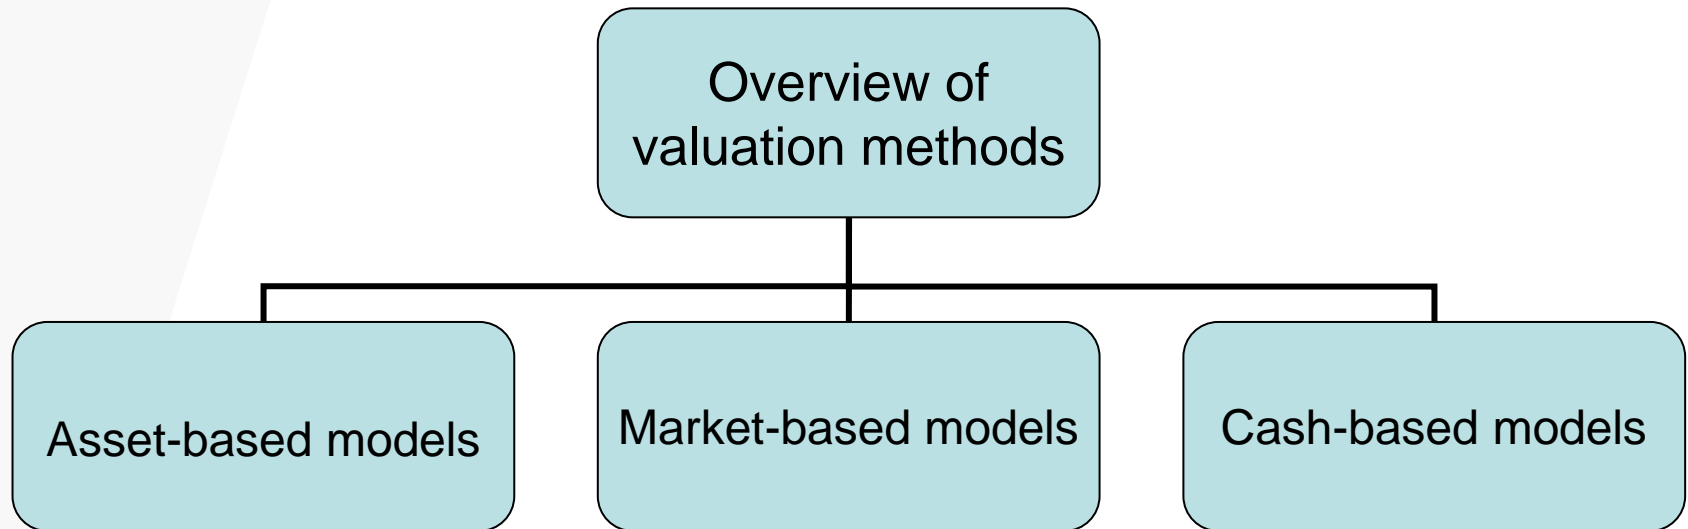 Overview of
valuation methods
Asset-based models
Market-based models
Cash-based models